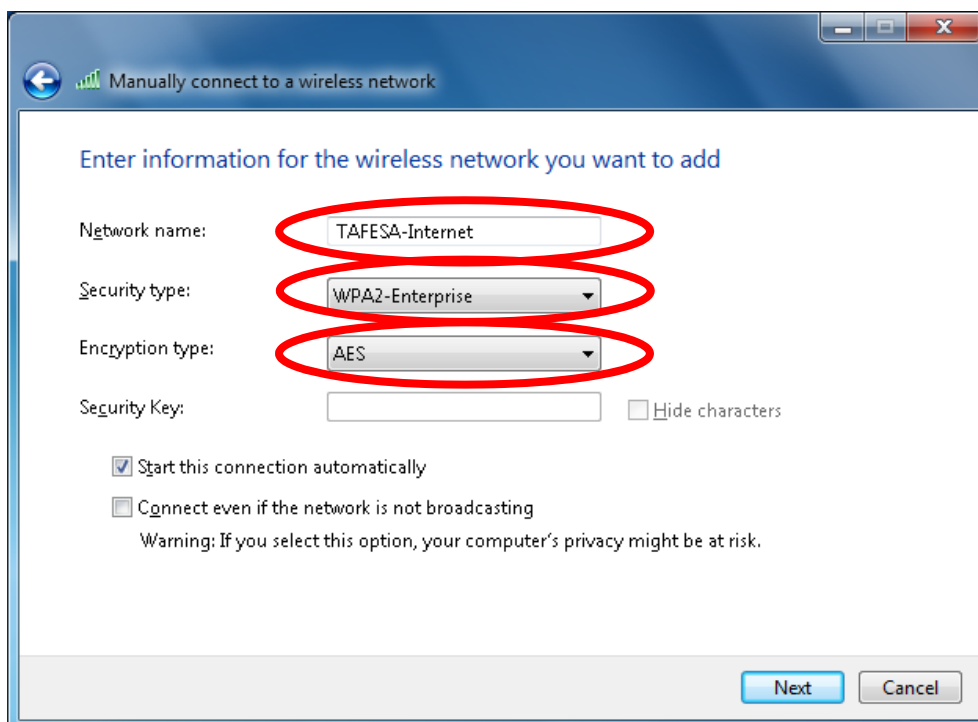 Manually connect to a wireless network
Enter information for the wireless network you want to add
Network name: TAFESA-Internet
Security type: WPA2-Enterprise
Encryption type: AES
Security Key: Hide characters
Start this connection automatically
Connect even if the network is not broadcasting
Warning: If you select this option, your computer's privacy might be at risk.
Next Cancel